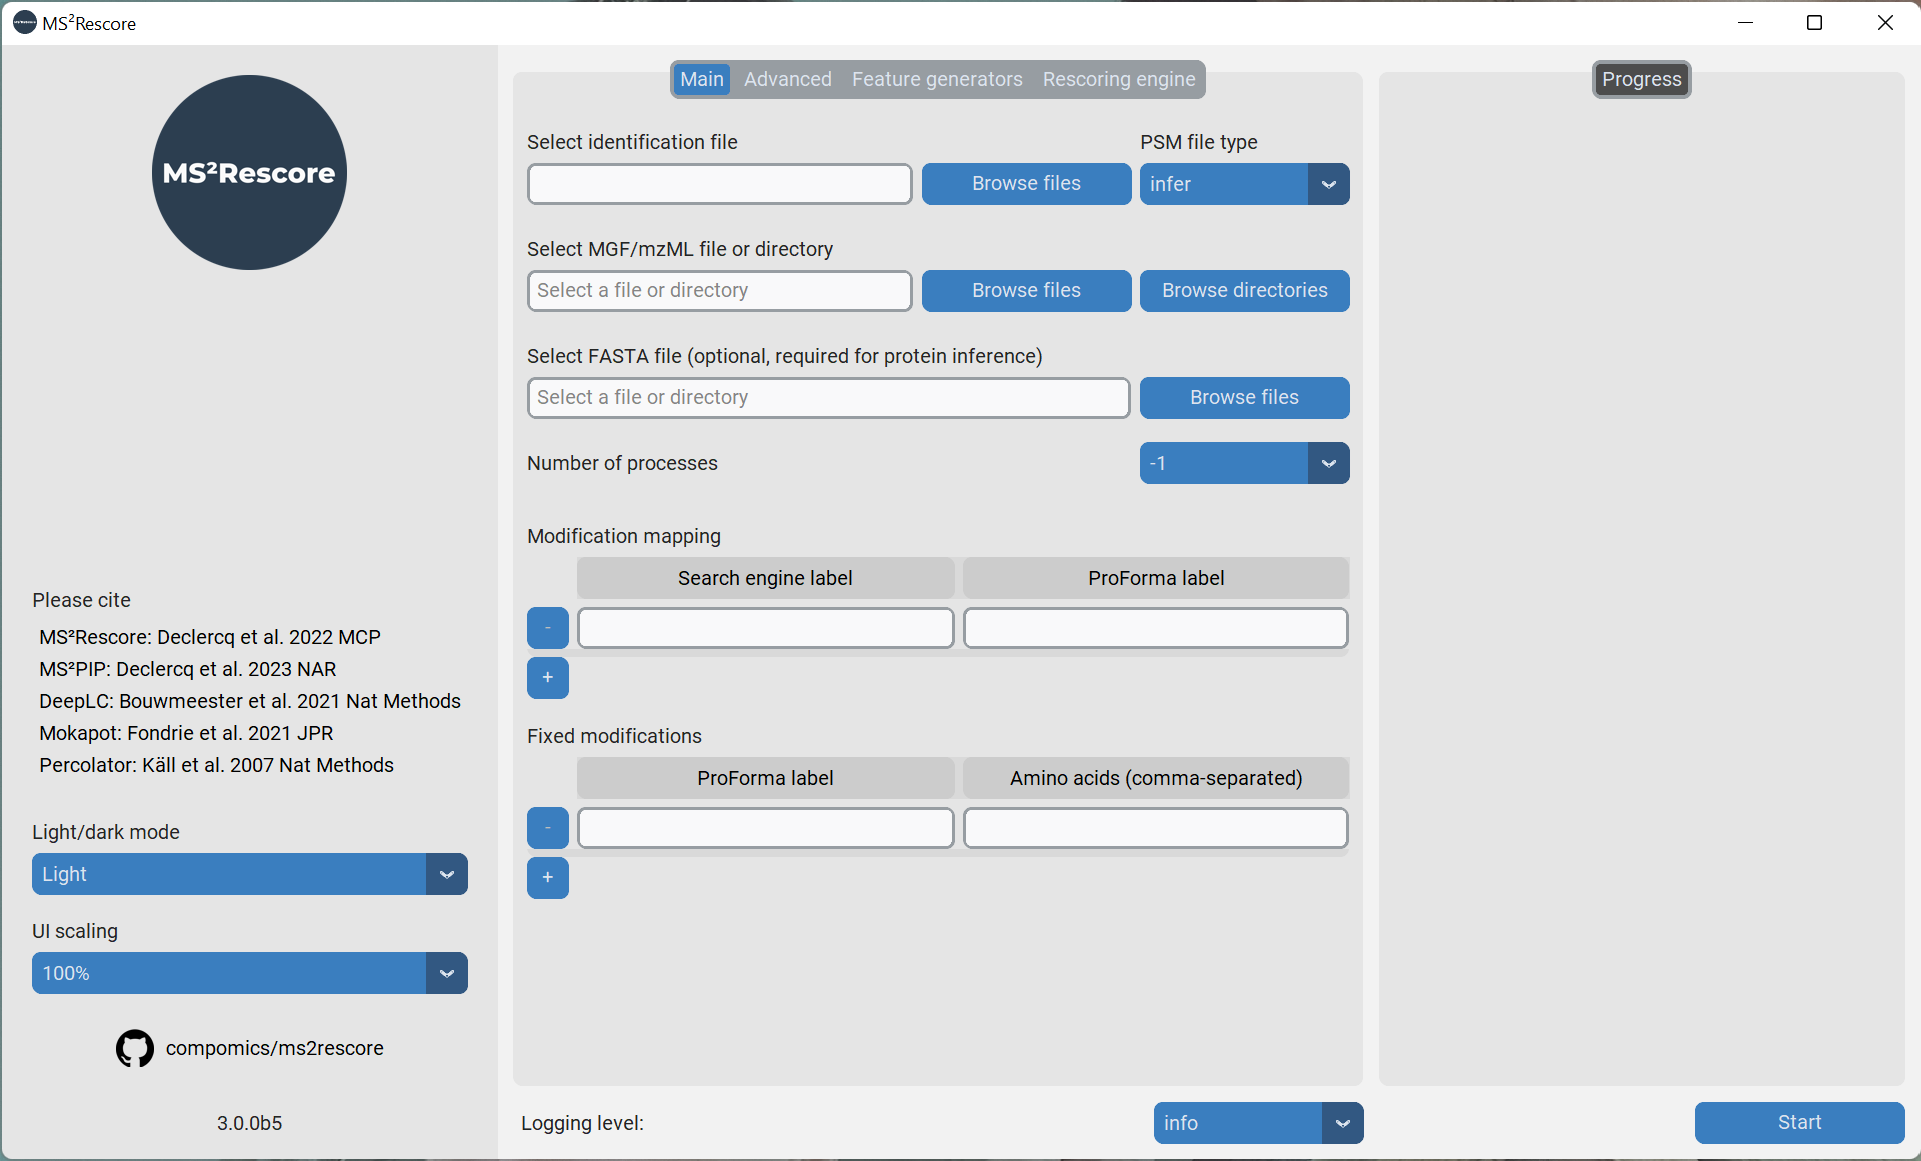 MS²Rescore
MS²Rescore
Please cite
MS²Rescore: Declercq et al. 2022 MCP
MS²PIP: Declercq et al. 2023 NAR
DeepLC: Bouwmeester et al. 2021 Nat Methods
Mokapot: Fondrie et al. 2021 JPR
Percolator: Käll et al. 2007 Nat Methods
Light/dark mode
Light
UI scaling
100%
compomics/ms2rescore
3.0.0b5
Main Advanced Feature generators Rescoring engine
Select identification file PSM file type
Browse files infer
Select MGF/mzML file or directory
Select a file or directory Browse files Browse directories
Select FASTA file (optional, required for protein inference)
Select a file or directory Browse files
Number of processes -1
Modification mapping
Search engine label ProForma label
-
+
Fixed modifications
ProForma label Amino acids (comma-separated)
-
+
Logging level: info
Progress
Start